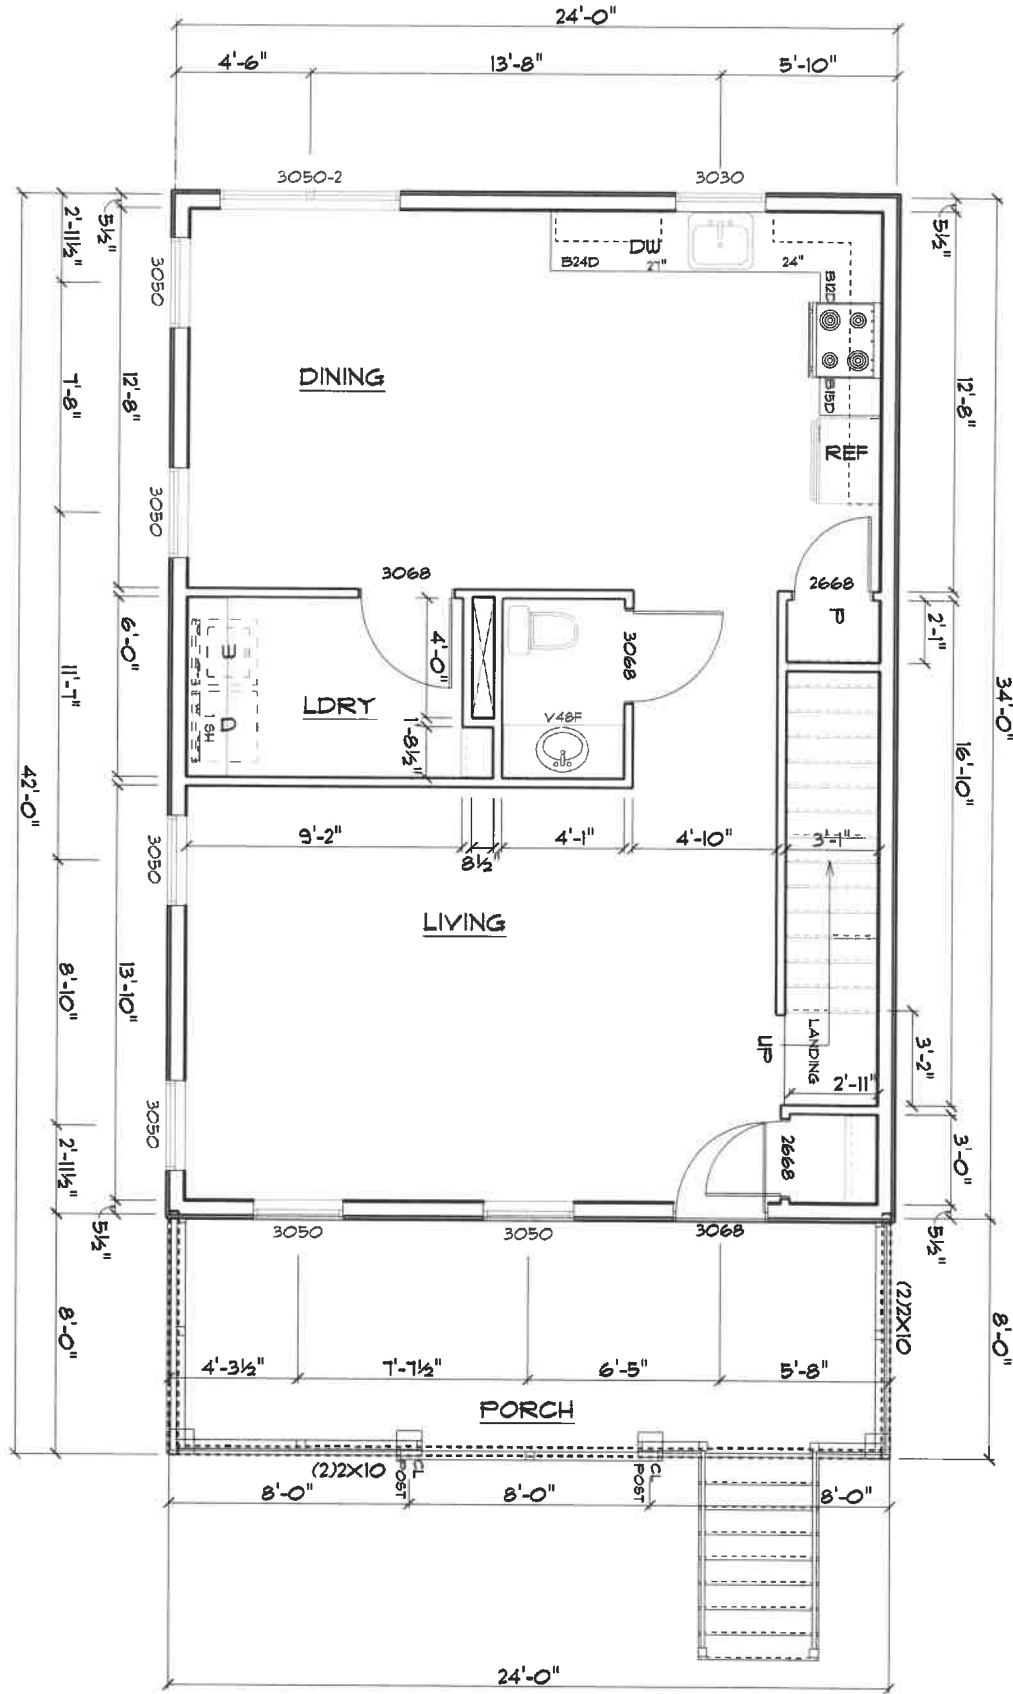 24'-0"
4'-6"
13'-8"
5'-10"
3050-2
3030
2'-11½"
5½"
5½"
3050
DW
B24D
27"
24"
B12D
DINING
7'-8"
12'-8"
12'-8"
B15D
REF
3050
3068
2668
P
2'-1"
6'-0"
4'-0"
3068
W
D
1 SH
LDRY
V48F
1'-8½"
11'-7"
34'-0"
16'-10"
42'-0"
9'-2"
8½"
4'-1"
4'-10"
3'-1"
3050
LIVING
8'-10"
13'-10"
UP
LANDING
3'-2"
2'-11"
3050
2'-11½"
2668
3'-0"
5½"
3050
3050
3068
5½"
8'-0"
(2)2X10
8'-0"
4'-3½"
7'-7½"
6'-5"
5'-8"
PORCH
(2)2X10
CL
POST
CL
POST
8'-0"
8'-0"
8'-0"
24'-0"